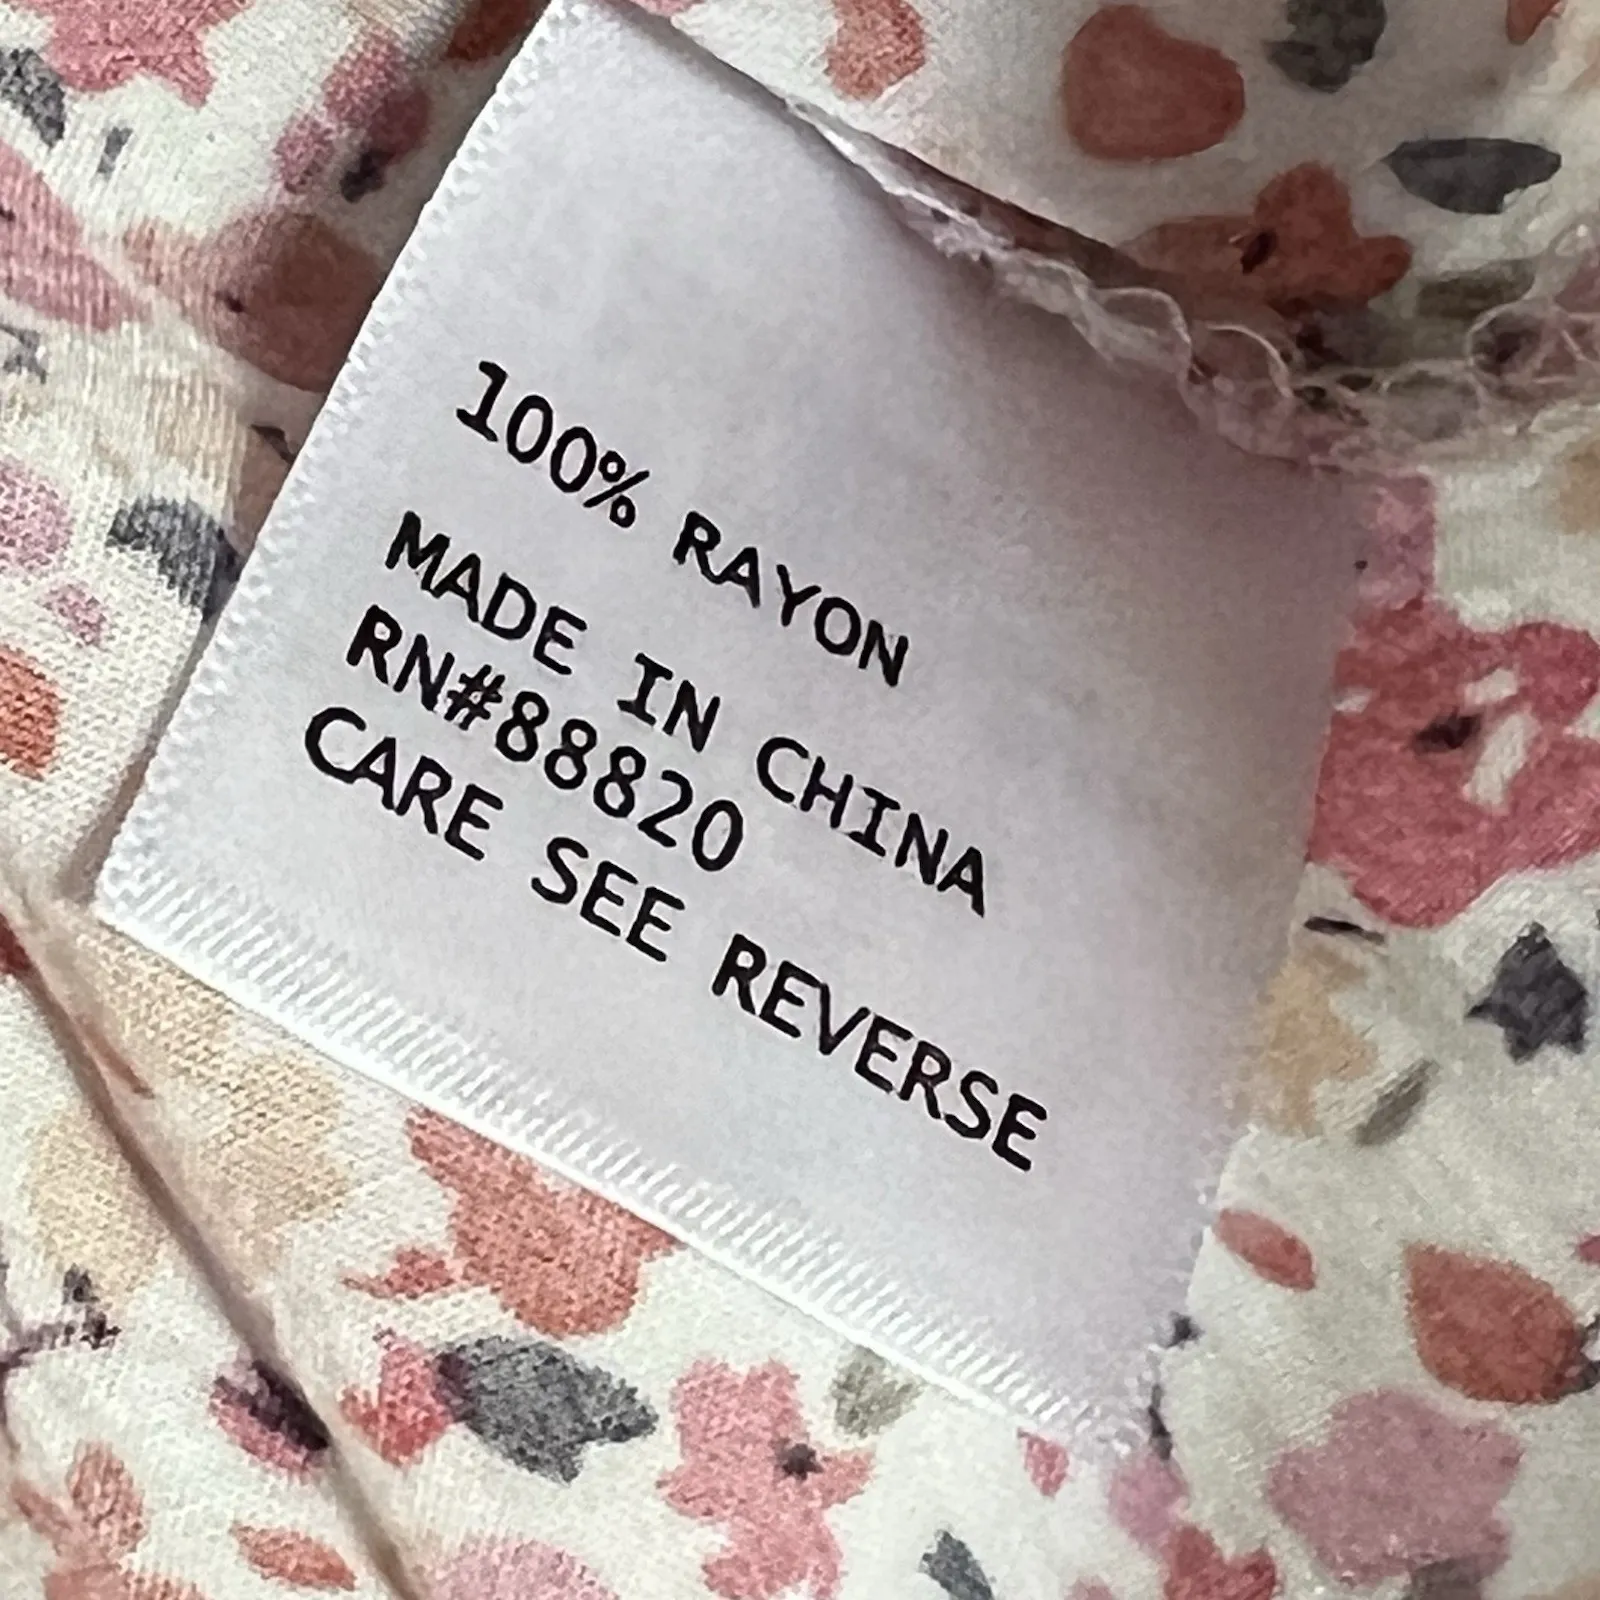 100% RAYON
MADE IN CHINA
RN#88820
CARE SEE REVERSE